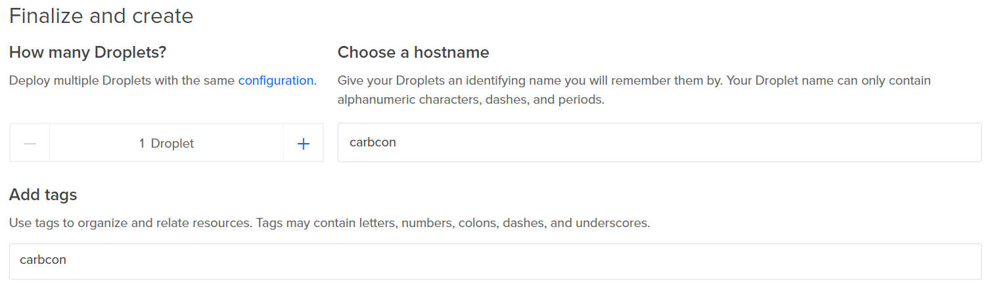 Finalize and create
How many Droplets?
Deploy multiple Droplets with the same configuration.
1 Droplet
Choose a hostname
Give your Droplets an identifying name you will remember them by. Your Droplet name can only contain
alphanumeric characters, dashes, and periods.
carbcon
Add tags
Use tags to organize and relate resources. Tags may contain letters, numbers, colons, dashes, and underscores.
carbcon